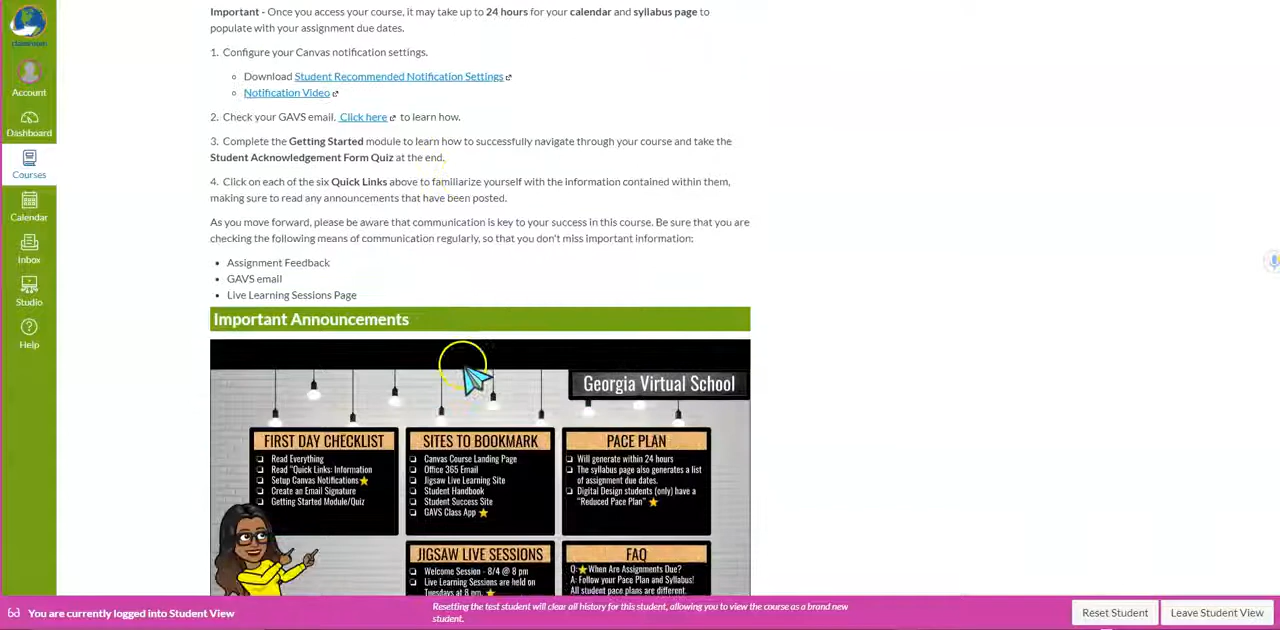 Important - Once you access your course, it may take up to 24 hours for your calendar and syllabus page to
populate with your assignment due dates.
1. Configure your Canvas notification settings.
Download Student Recommended Notification Settings
Notification Video
2. Check your GAVS email. Click here to learn how.
3. Complete the Getting Started module to learn how to successfully navigate through your course and take the
Student Acknowledgement Form Quiz at the end.
4. Click on each of the six Quick Links above to familiarize yourself with the information contained within them,
making sure to read any announcements that have been posted.
As you move forward, please be aware that communication is key to your success in this course. Be sure that you are
checking the following means of communication regularly, so that you don't miss important information:
• Assignment Feedback
• GAVS email
• Live Learning Sessions Page
Important Announcements
Georgia Virtual School
FIRST DAY CHECKLIST
Read Everything
Read "Quick Links: Information
Setup Canvas Notifications
Create an Email Signature
Getting Started Module/Quiz
SITES TO BOOKMARK
Canvas Course Landing Page
Office 365 Email
Jigsaw Live Learning Site
Student Handbook
Student Success Site
GAVS Class App
PACE PLAN
Will generate within 24 hours
The syllabus page also generates a list
of assignment due dates.
Digital Design students (only) have a
"Reduced Pace Plan"
JIGSAW LIVE SESSIONS
Welcome Session - 8/4 @ 8 pm
Live Learning Sessions are held on
Tuesdays at 8 pm.
FAQ
Q: When Are Assignments Due?
A: Follow your Pace Plan and Syllabus!
All student pace plans are different.
classroom
Account
Dashboard
Courses
Calendar
Inbox
Studio
Help
You are currently logged into Student View
Resetting the test student will clear all history for this student, allowing you to view the course as a brand new
student.
Reset Student
Leave Student View